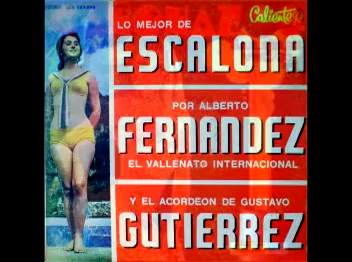 Caliente
LO MEJOR DE
ESCALONA
POR ALBERTO
FERNANDEZ
EL VALLENATO INTERNACIONAL
Y EL ACORDEON DE GUSTAVO
GUTIERREZ